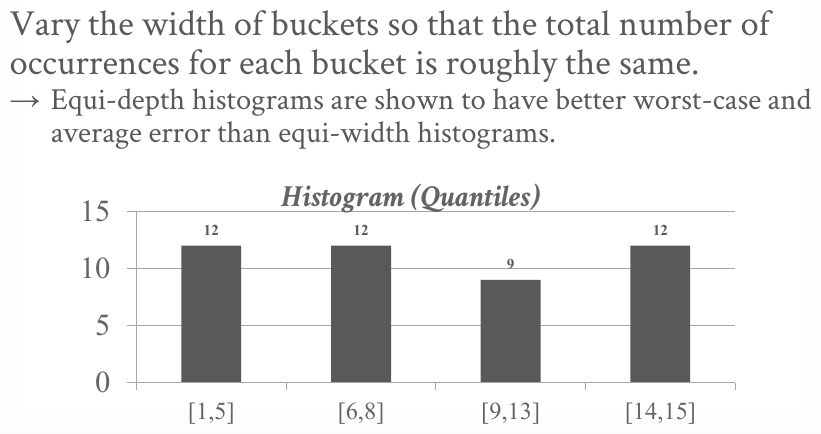 Vary the width of buckets so that the total number of
occurrences for each bucket is roughly the same.
→ Equi-depth histograms are shown to have better worst-case and
average error than equi-width histograms.
Histogram (Quantiles)
15
10
5
0
12
12
9
12
[1,5]
[6,8]
[9,13]
[14,15]